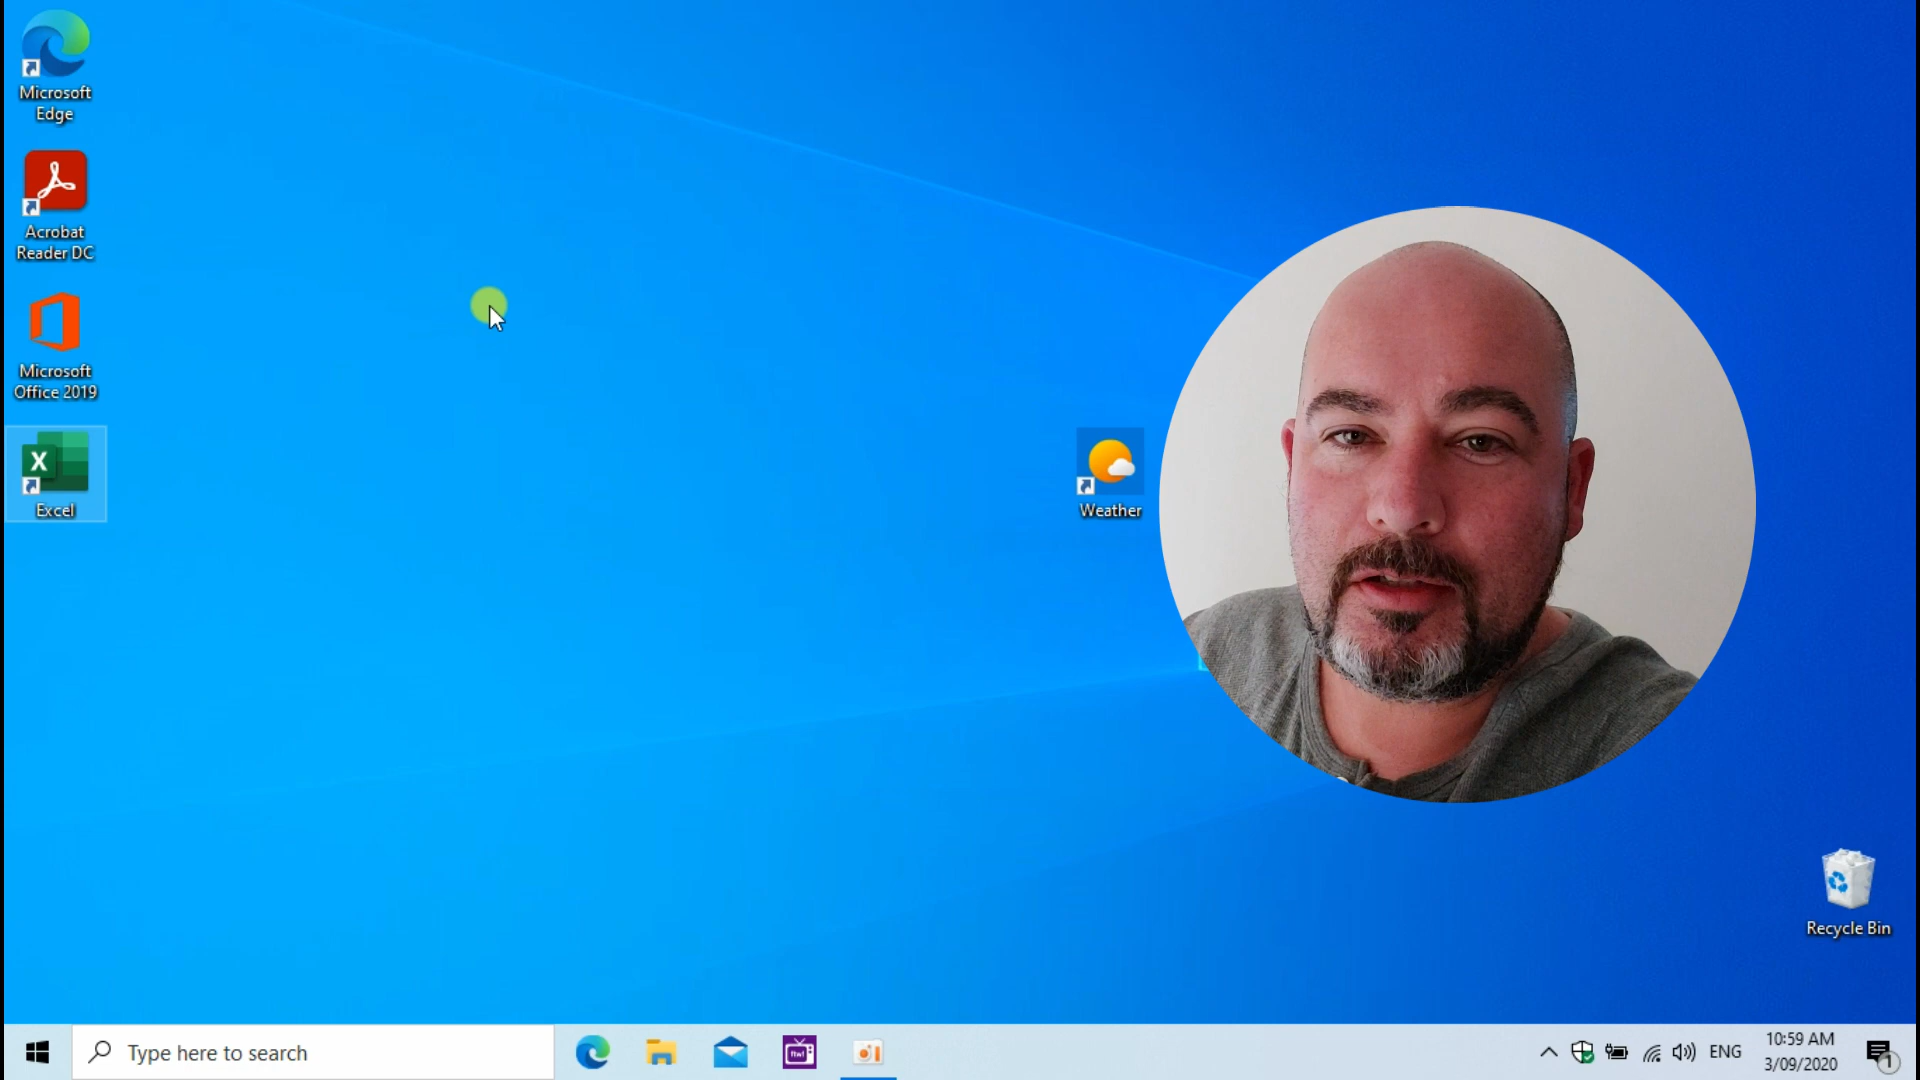 Microsoft
Edge
Acrobat
Reader DC
Microsoft
Office 2019
X
Excel
Weather
Recycle Bin
Type here to search
ENG
10:59 AM
3/09/2020
1